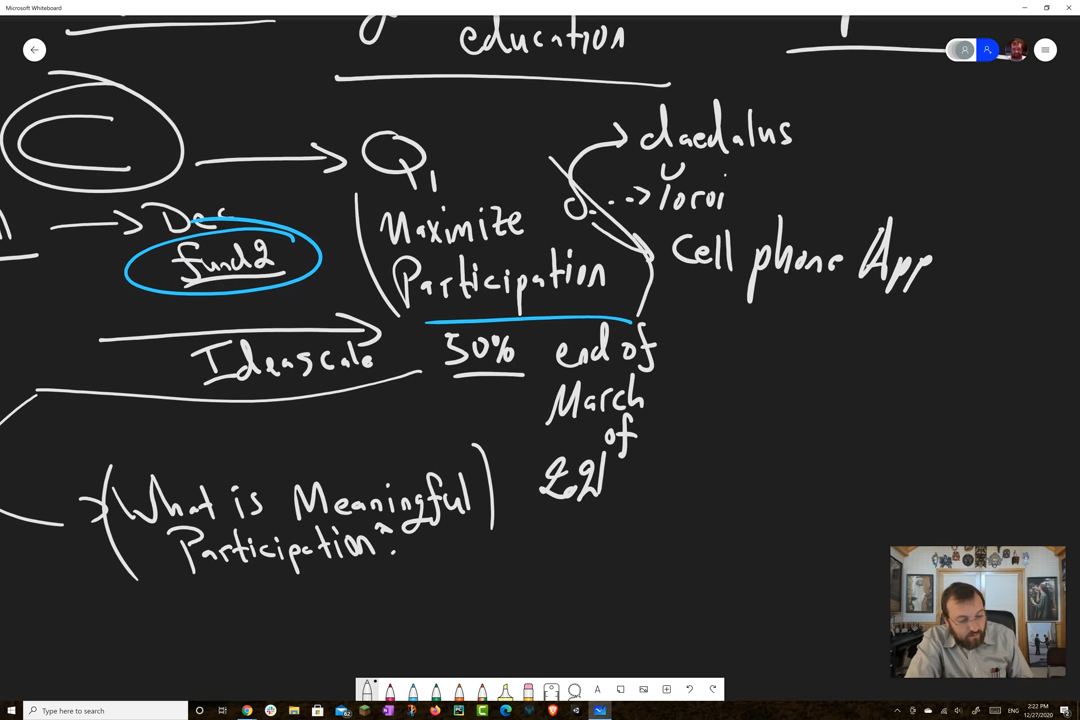 Microsoft Whiteboard
education
Q1
daedalus
Yoroi
Cell phone App
Dec
fund2
Maximize
Participation
Ideascale
50% end of
March
of
2021
(What is Meaningful
Participation?)
Type here to search
62
ENG
2:22 PM
12/27/2020